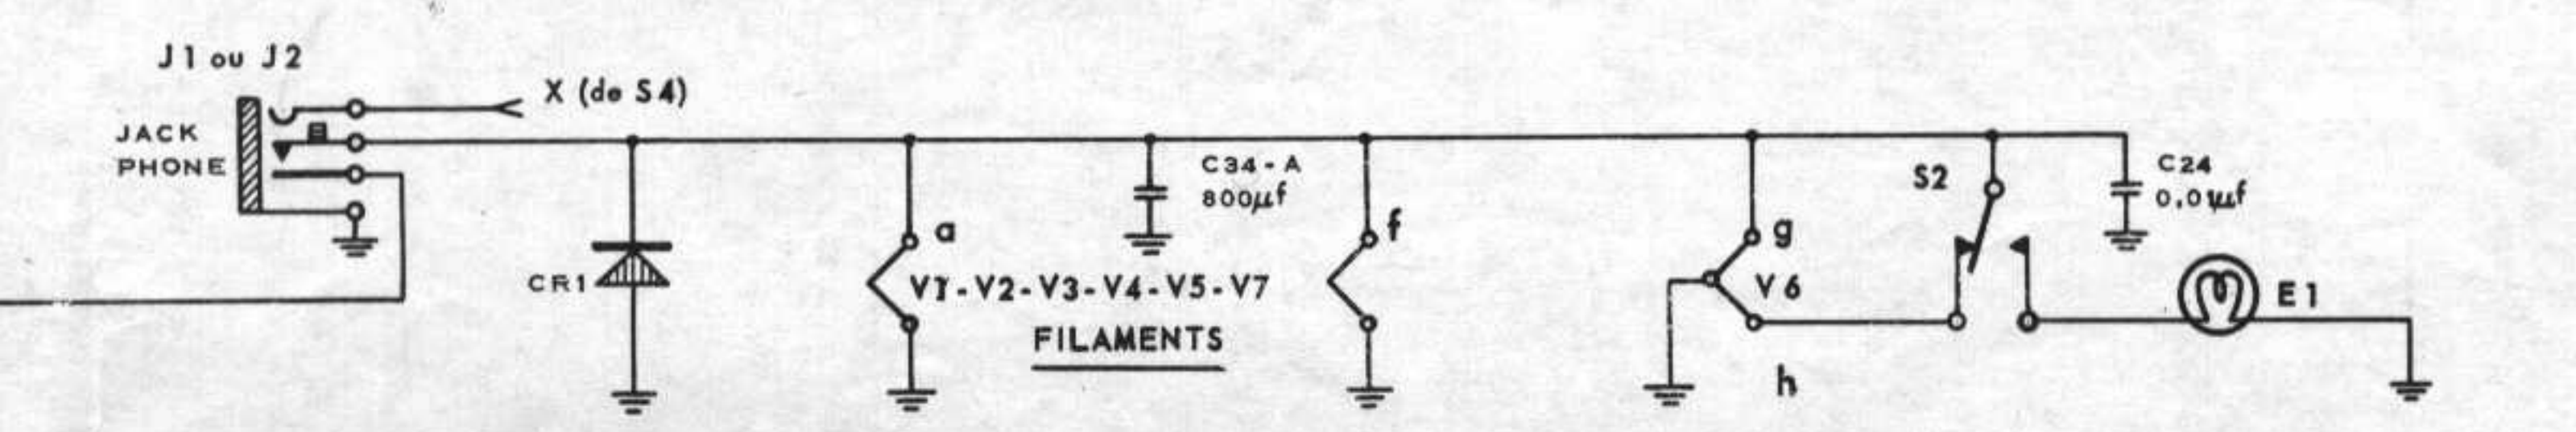 J1 ou J2
X (de S4)
JACK
PHONE
C34-A
800µf
S2
C24
0,01µf
a
f
g
CR1
V1-V2-V3-V4-V5-V7
V6
E1
FILAMENTS
h